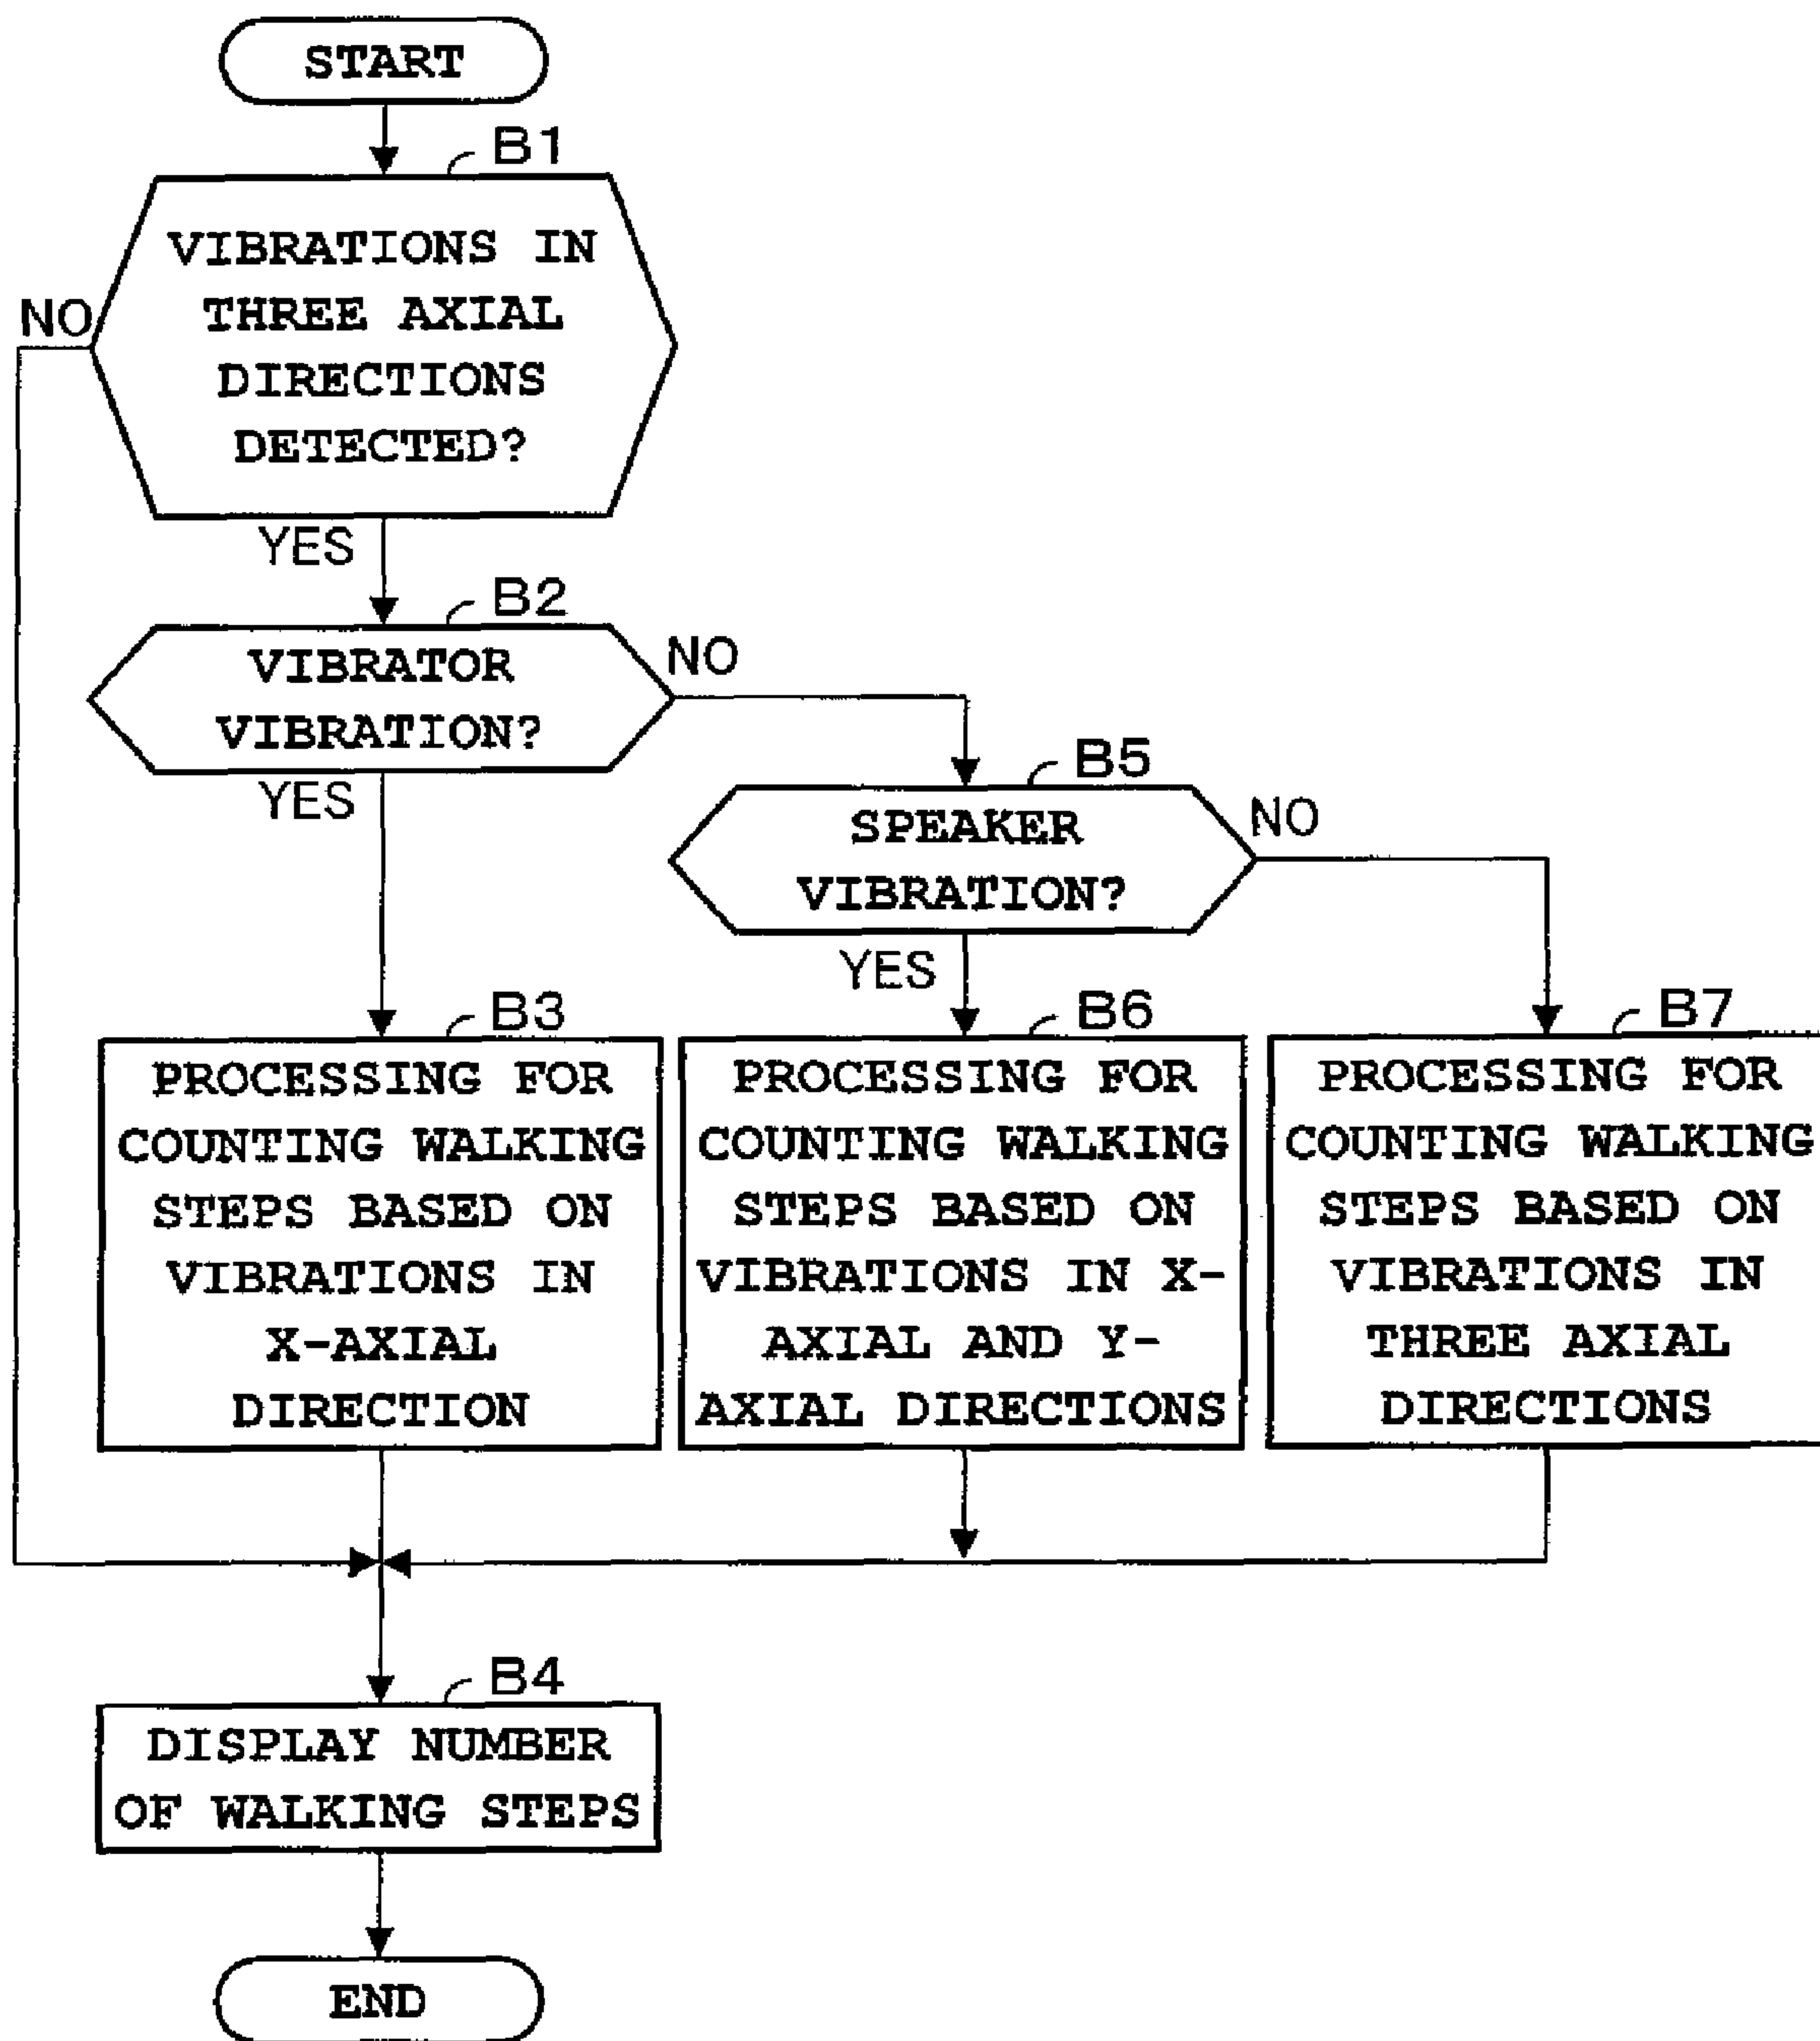 START
B1
VIBRATIONS IN
THREE AXIAL
DIRECTIONS
DETECTED?
NO
YES
B2
VIBRATOR
VIBRATION?
NO
YES
B5
SPEAKER
VIBRATION?
NO
YES
B3
PROCESSING FOR
COUNTING WALKING
STEPS BASED ON
VIBRATIONS IN
X-AXIAL
DIRECTION
B6
PROCESSING FOR
COUNTING WALKING
STEPS BASED ON
VIBRATIONS IN X-
AXIAL AND Y-
AXIAL DIRECTIONS
B7
PROCESSING FOR
COUNTING WALKING
STEPS BASED ON
VIBRATIONS IN
THREE AXIAL
DIRECTIONS
B4
DISPLAY NUMBER
OF WALKING STEPS
END